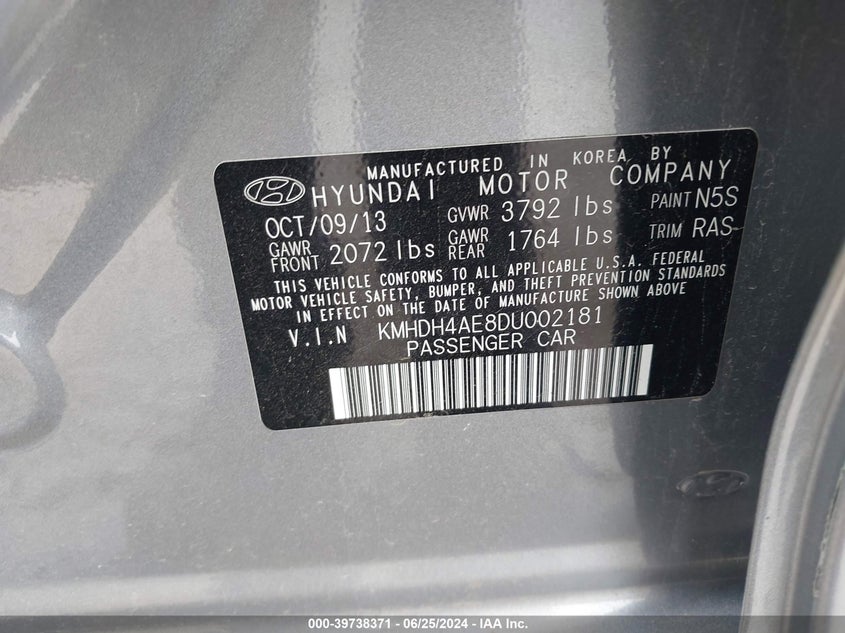 MANUFACTURED IN KOREA BY
HYUNDAI MOTOR COMPANY
OCT/09/13 GVWR 3792 lbs PAINT N5S
GAWR FRONT 2072 lbs GAWR REAR 1764 lbs TRIM RAS
THIS VEHICLE CONFORMS TO ALL APPLICABLE U.S.A. FEDERAL
MOTOR VEHICLE SAFETY, BUMPER, AND THEFT PREVENTION STANDARDS
IN EFFECT ON THE DATE OF MANUFACTURE SHOWN ABOVE
V.I.N KMHDH4AE8DU002181
PASSENGER CAR
000-39738371 - 06/25/2024 - IAA Inc.